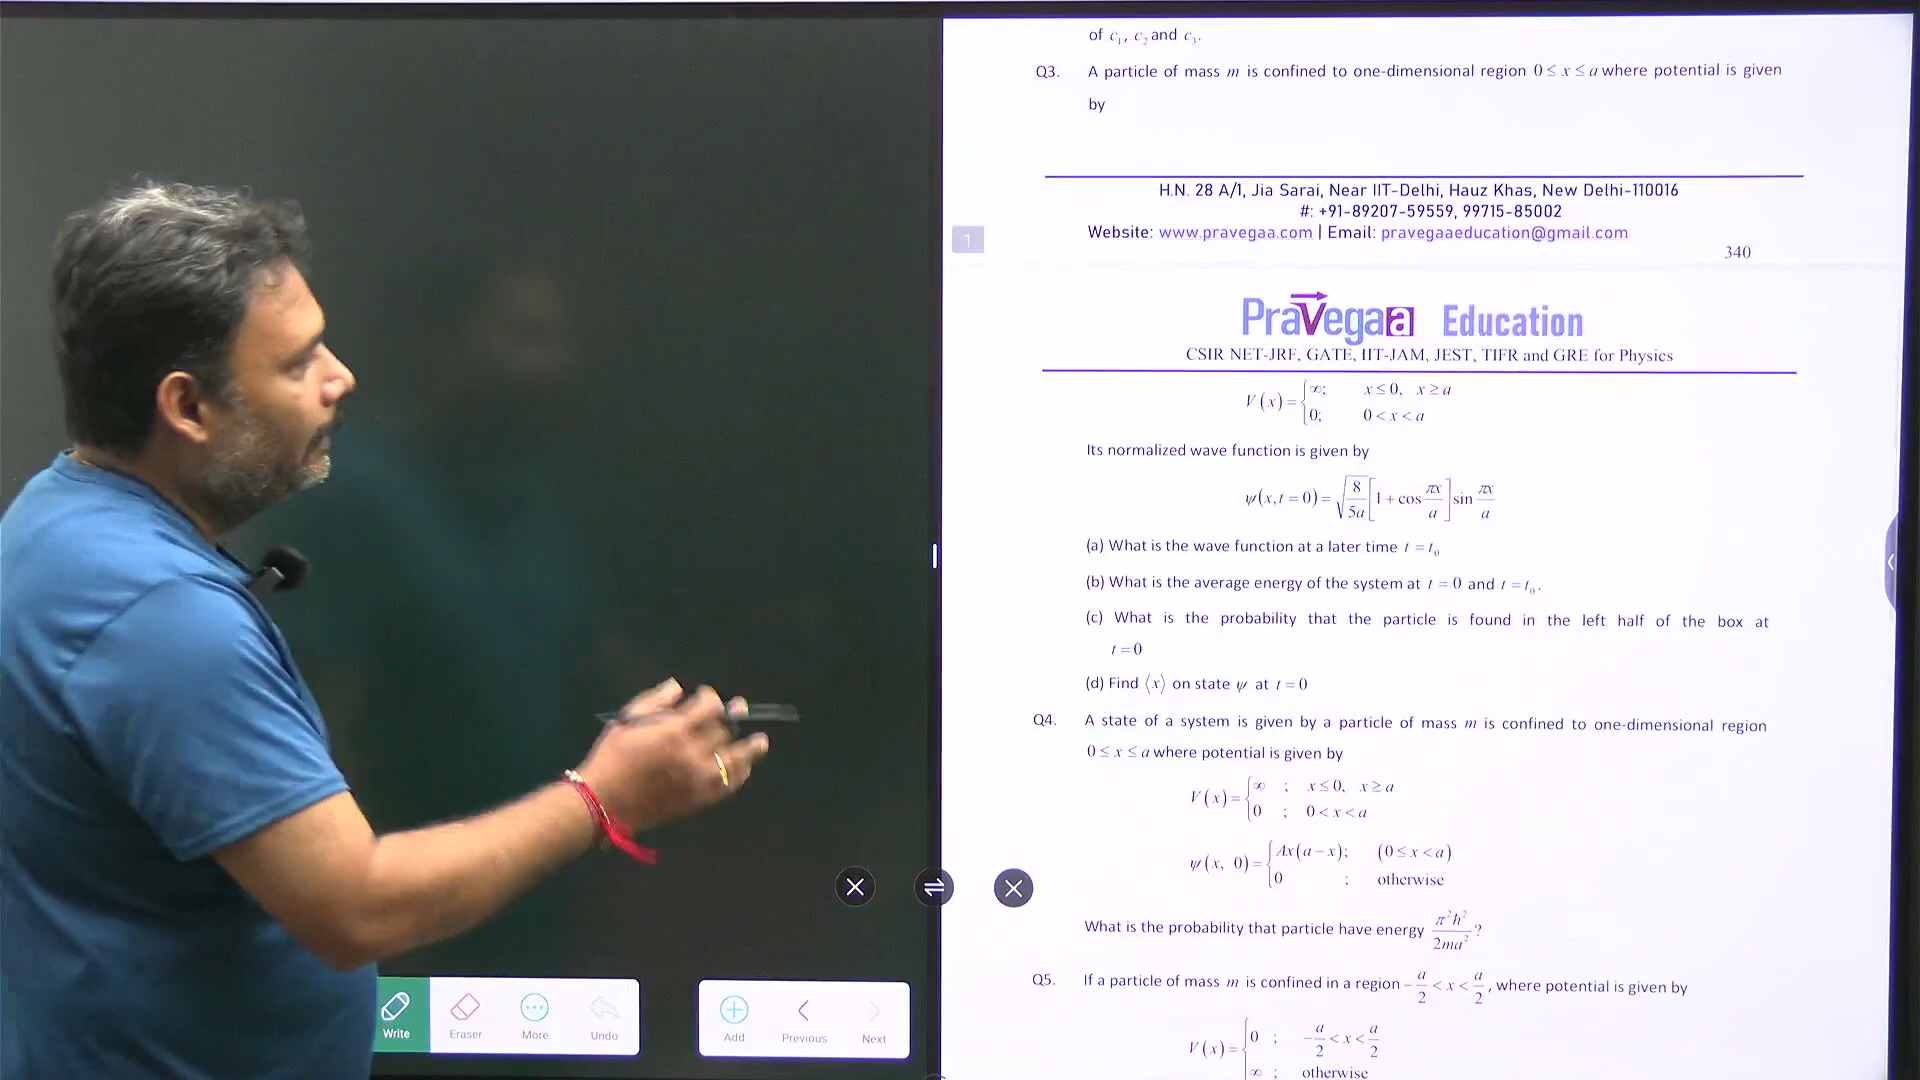 of c₁, c₂ and c₃.
Q3. A particle of mass m is confined to one-dimensional region 0 ≤ x ≤ a where potential is given
by
H.N. 28 A/1, Jia Sarai, Near IIT-Delhi, Hauz Khas, New Delhi-110016
#: +91-89207-59559, 99715-85002
Website: www.pravegaa.com | Email: pravegaaeducation@gmail.com
1
340
Pravegaa Education
CSIR NET-JRF, GATE, IIT-JAM, JEST, TIFR and GRE for Physics
V(x) = { ∞; x ≤ 0, x ≥ a
0; 0 < x < a
Its normalized wave function is given by
ψ(x, t = 0) = √(8/5a) [1 + cos πx/a] sin πx/a
(a) What is the wave function at a later time t = t₀
(b) What is the average energy of the system at t = 0 and t = t₀.
(c) What is the probability that the particle is found in the left half of the box at
t = 0
(d) Find ⟨x⟩ on state ψ at t = 0
Q4. A state of a system is given by a particle of mass m is confined to one-dimensional region
0 ≤ x ≤ a where potential is given by
V(x) = { ∞ ; x ≤ 0, x ≥ a
0 ; 0 < x < a
ψ(x, 0) = { Ax(a − x); (0 ≤ x < a)
0 ; otherwise
What is the probability that particle have energy π²ħ²/2ma² ?
Q5. If a particle of mass m is confined in a region −a/2 < x < a/2, where potential is given by
V(x) = { 0 ; −a/2 < x < a/2
∞ ; otherwise
Write Eraser More Undo
Add Previous Next